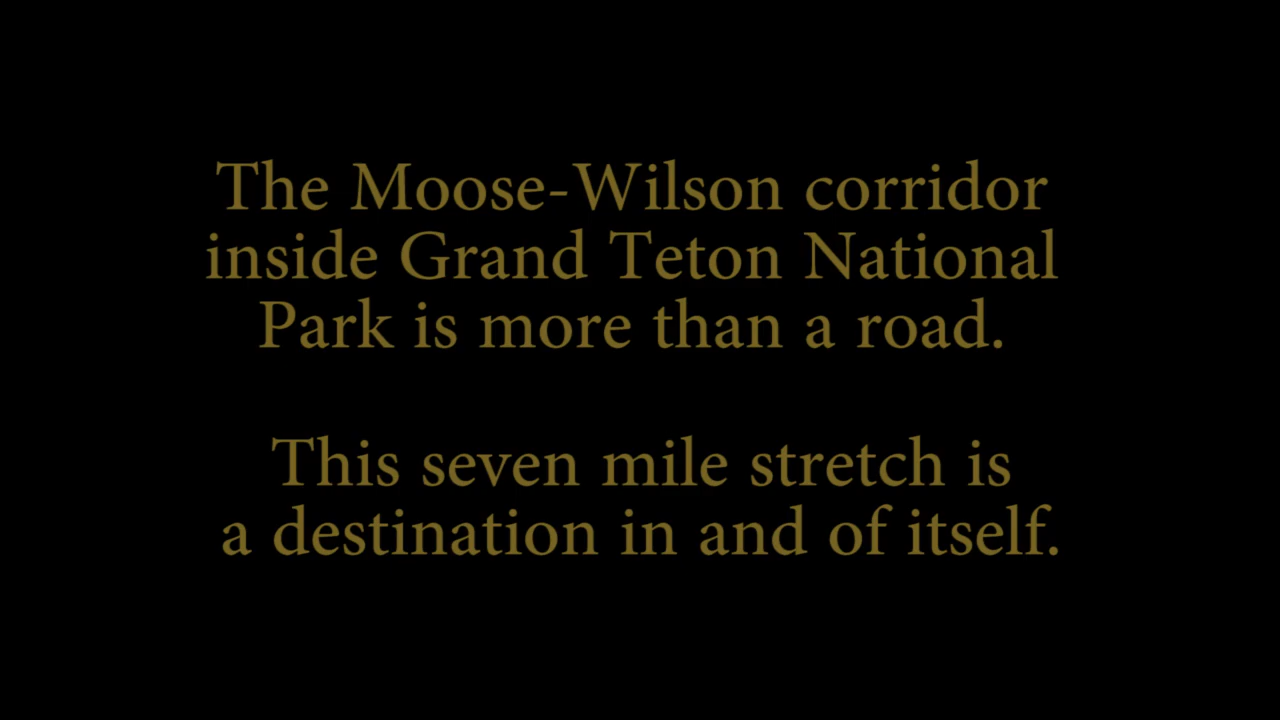 The Moose-Wilson corridor
inside Grand Teton National
Park is more than a road.
This seven mile stretch is
a destination in and of itself.